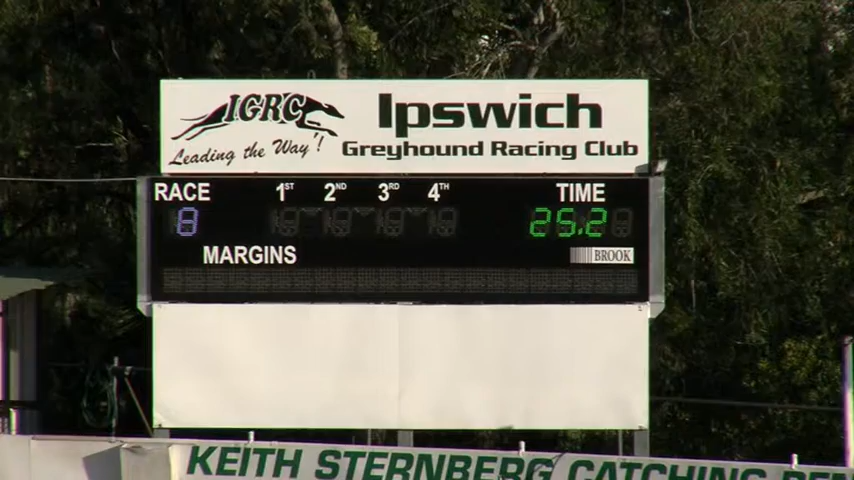 IGRC
Leading the Way'!
Ipswich
Greyhound Racing Club
RACE 1ST 2ND 3RD 4TH TIME
8 25.2
MARGINS BROOK
KEITH STERNBERG CATCHING PEN